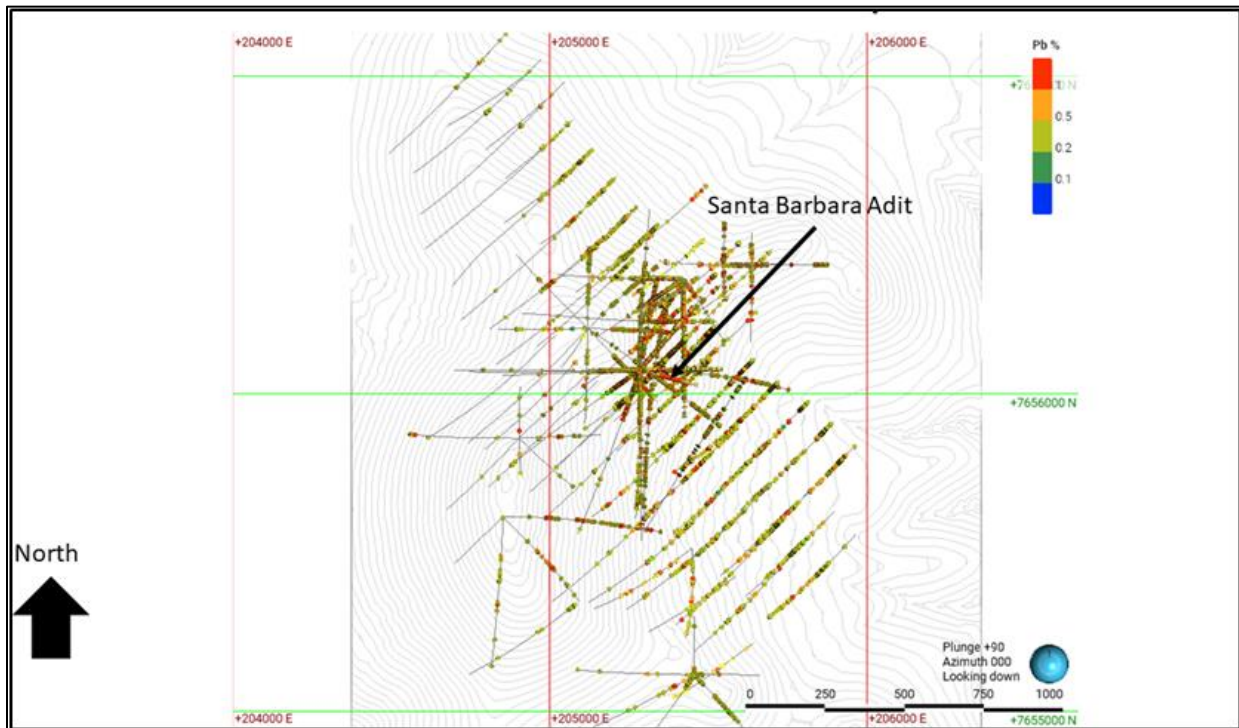 +204000 E
+205000 E
+206000 E
Pb %
1
0.5
0.2
0.1
Santa Barbara Adit
+7656000 N
North
Plunge +90
Azimuth 000
Looking down
0 250 500 750 1000
+204000 E
+205000 E
+206000 E
+7655000 N